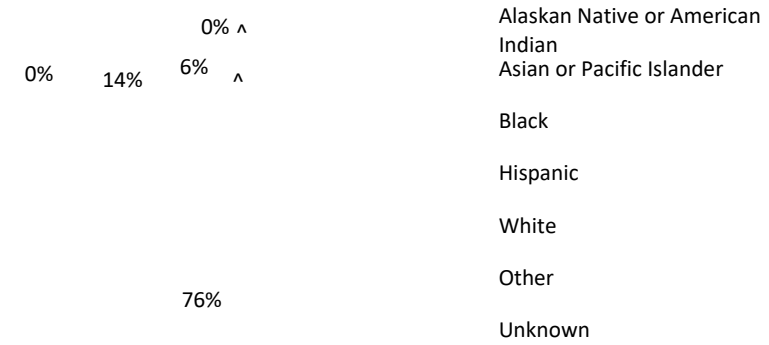 0% ^
0% 14% 6% ^
76%
Alaskan Native or American
Indian
Asian or Pacific Islander
Black
Hispanic
White
Other
Unknown